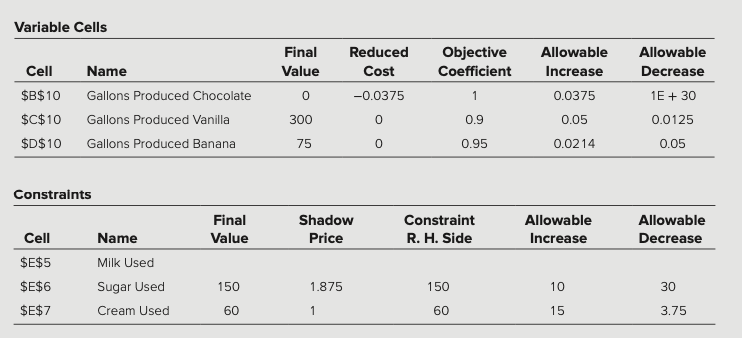 Variable Cells
Final Reduced Objective Allowable Allowable
Cell Name Value Cost Coefficient Increase Decrease
$B$10 Gallons Produced Chocolate 0 −0.0375 1 0.0375 1E + 30
$C$10 Gallons Produced Vanilla 300 0 0.9 0.05 0.0125
$D$10 Gallons Produced Banana 75 0 0.95 0.0214 0.05
Constraints
Final Shadow Constraint Allowable Allowable
Cell Name Value Price R. H. Side Increase Decrease
$E$5 Milk Used
$E$6 Sugar Used 150 1.875 150 10 30
$E$7 Cream Used 60 1 60 15 3.75